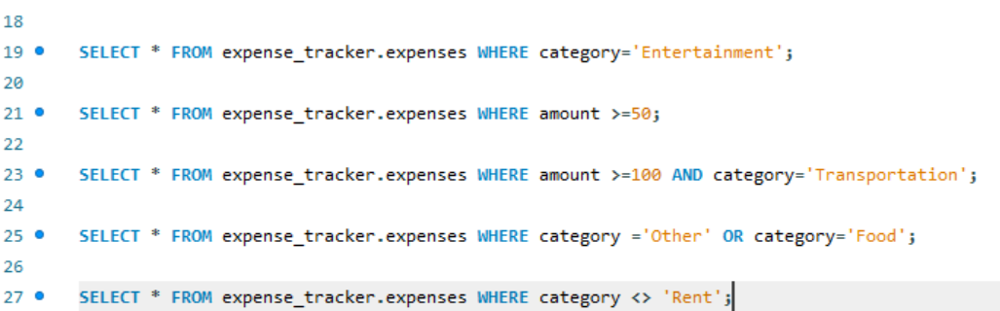 18
19 SELECT * FROM expense_tracker.expenses WHERE category='Entertainment';
20
21 SELECT * FROM expense_tracker.expenses WHERE amount >=50;
22
23 SELECT * FROM expense_tracker.expenses WHERE amount >=100 AND category='Transportation';
24
25 SELECT * FROM expense_tracker.expenses WHERE category ='Other' OR category='Food';
26
27 SELECT * FROM expense_tracker.expenses WHERE category <> 'Rent';